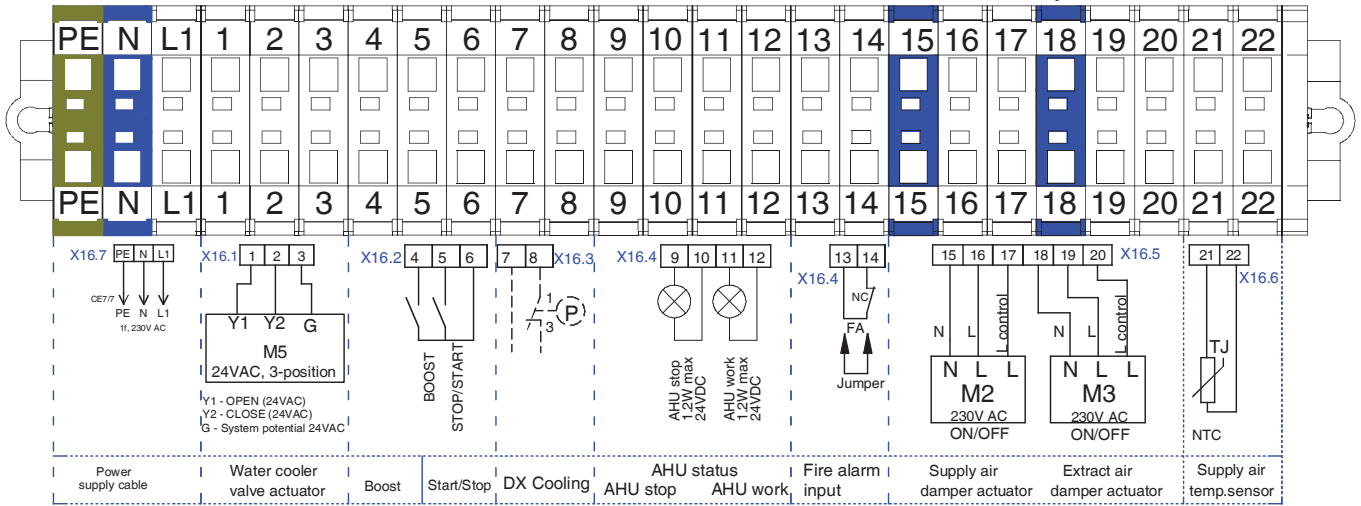 PE N L1 1 2 3 4 5 6 7 8 9 10 11 12 13 14 15 16 17 18 19 20 21 22
PE N L1 1 2 3 4 5 6 7 8 9 10 11 12 13 14 15 16 17 18 19 20 21 22
X16.7 PE N L1
CE7/7
PE N L1
1f, 230V AC
X16.1 1 2 3
Y1 Y2 G
M5
24VAC, 3-position
Y1 - OPEN (24VAC)
Y2 - CLOSE (24VAC)
G - System potential 24VAC
X16.2 4 5 6
BOOST
STOP/START
7 8 X16.3
1
P
3
X16.4 9 10 11 12
AHU stop
1.2W max
24VDC
AHU work
1.2W max
24VDC
13 14
X16.4
NC
FA
Jumper
15 16 17 18 19 20 X16.5
N L L control
N L L control
N L L
M2
230V AC
ON/OFF
N L L
M3
230V AC
ON/OFF
21 22
X16.6
TJ
NTC
Power
supply cable
Water cooler
valve actuator
Boost
Start/Stop
DX Cooling
AHU status
AHU stop AHU work
Fire alarm
input
Supply air
damper actuator
Extract air
damper actuator
Supply air
temp.sensor